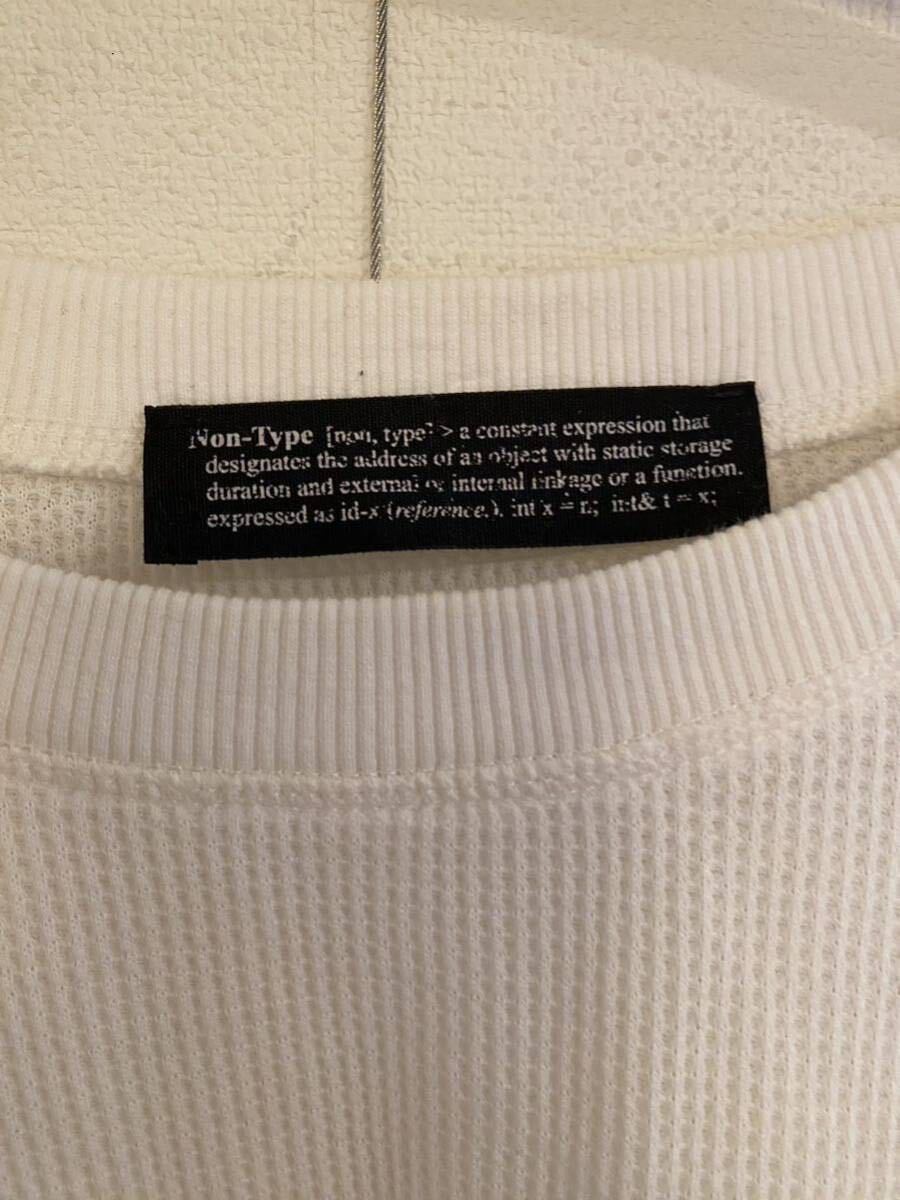 Non-Type [non, type] > a constant expression that
designates the address of an object with static storage
duration and external or internal linkage or a function.
expressed as id-x (reference.). int x = n; int& t = x;